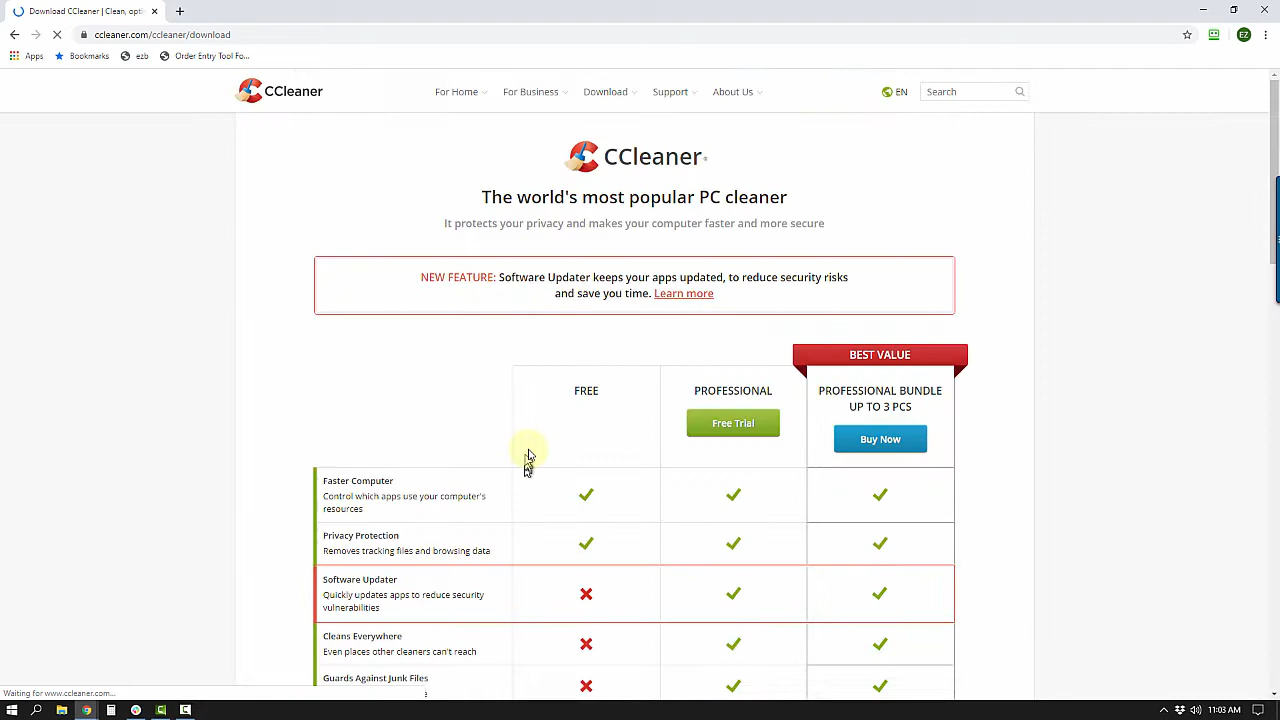 Download CCleaner | Clean, opti
ccleaner.com/ccleaner/download
EZ
Apps
Bookmarks
ezb
Order Entry Tool Fo...
CCleaner
For Home
For Business
Download
Support
About Us
EN
Search
CCleaner
The world's most popular PC cleaner
It protects your privacy and makes your computer faster and more secure
NEW FEATURE: Software Updater keeps your apps updated, to reduce security risks
and save you time. Learn more
BEST VALUE
FREE
PROFESSIONAL
PROFESSIONAL BUNDLE
UP TO 3 PCS
Free Trial
Buy Now
Faster Computer
Control which apps use your computer's
resources
Privacy Protection
Removes tracking files and browsing data
Software Updater
Quickly updates apps to reduce security
vulnerabilities
Cleans Everywhere
Even places other cleaners can't reach
Guards Against Junk Files
Waiting for www.ccleaner.com...
11:03 AM